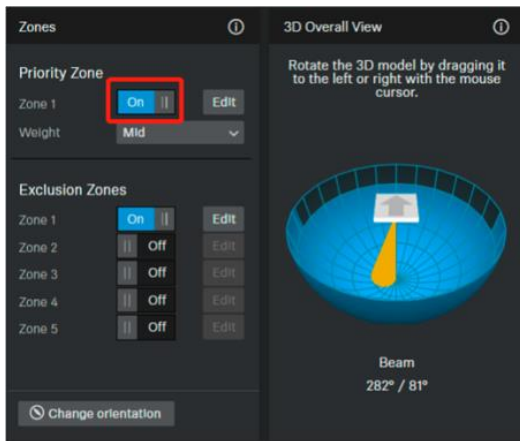 Zones
Priority Zone
Zone 1 On Edit
Weight Mid
Exclusion Zones
Zone 1 On Edit
Zone 2 Off Edit
Zone 3 Off Edit
Zone 4 Off Edit
Zone 5 Off Edit
Change orientation
3D Overall View
Rotate the 3D model by dragging it
to the left or right with the mouse
cursor.
Beam
282° / 81°